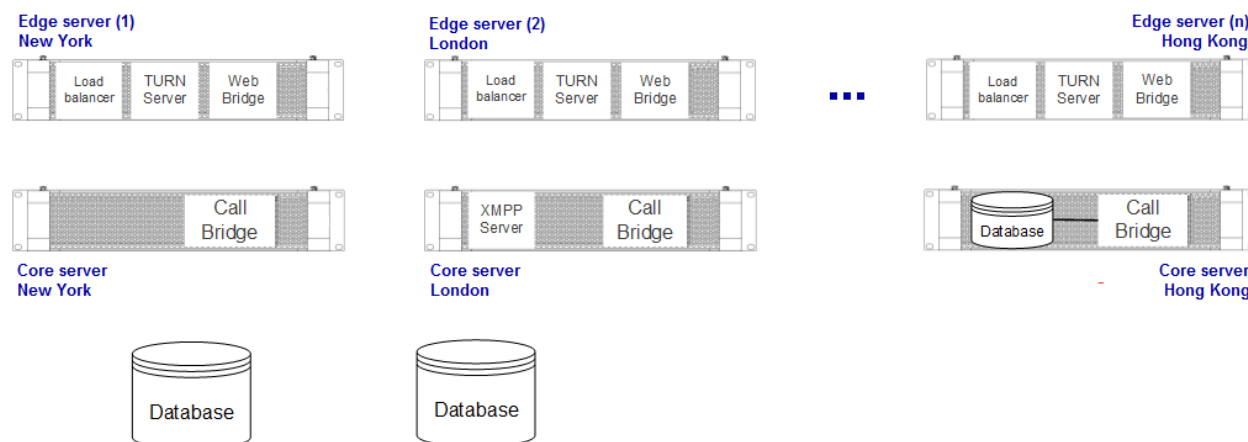 Edge server (1)
New York
Edge server (2)
London
Edge server (n)
Hong Kong
Load
balancer
TURN
Server
Web
Bridge
Load
balancer
TURN
Server
Web
Bridge
...
Load
balancer
TURN
Server
Web
Bridge
Call
Bridge
XMPP
Server
Call
Bridge
Database
Call
Bridge
Core server
New York
Core server
London
Core server
Hong Kong
Database
Database